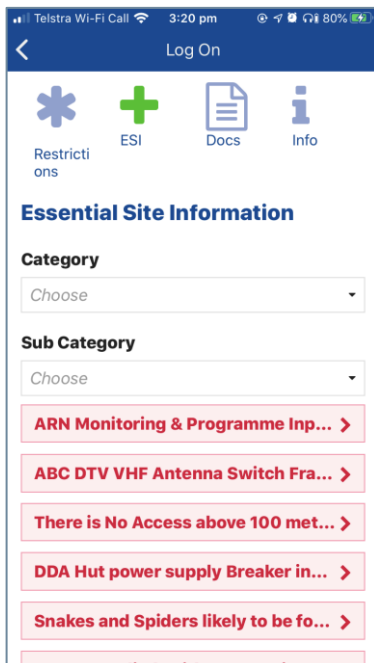 Telstra Wi-Fi Call 3:20 pm 80%
Log On
Restricti
ons
ESI
Docs
Info
Essential Site Information
Category
Choose
Sub Category
Choose
ARN Monitoring & Programme Inp...
ABC DTV VHF Antenna Switch Fra...
There is No Access above 100 met...
DDA Hut power supply Breaker in...
Snakes and Spiders likely to be fo...